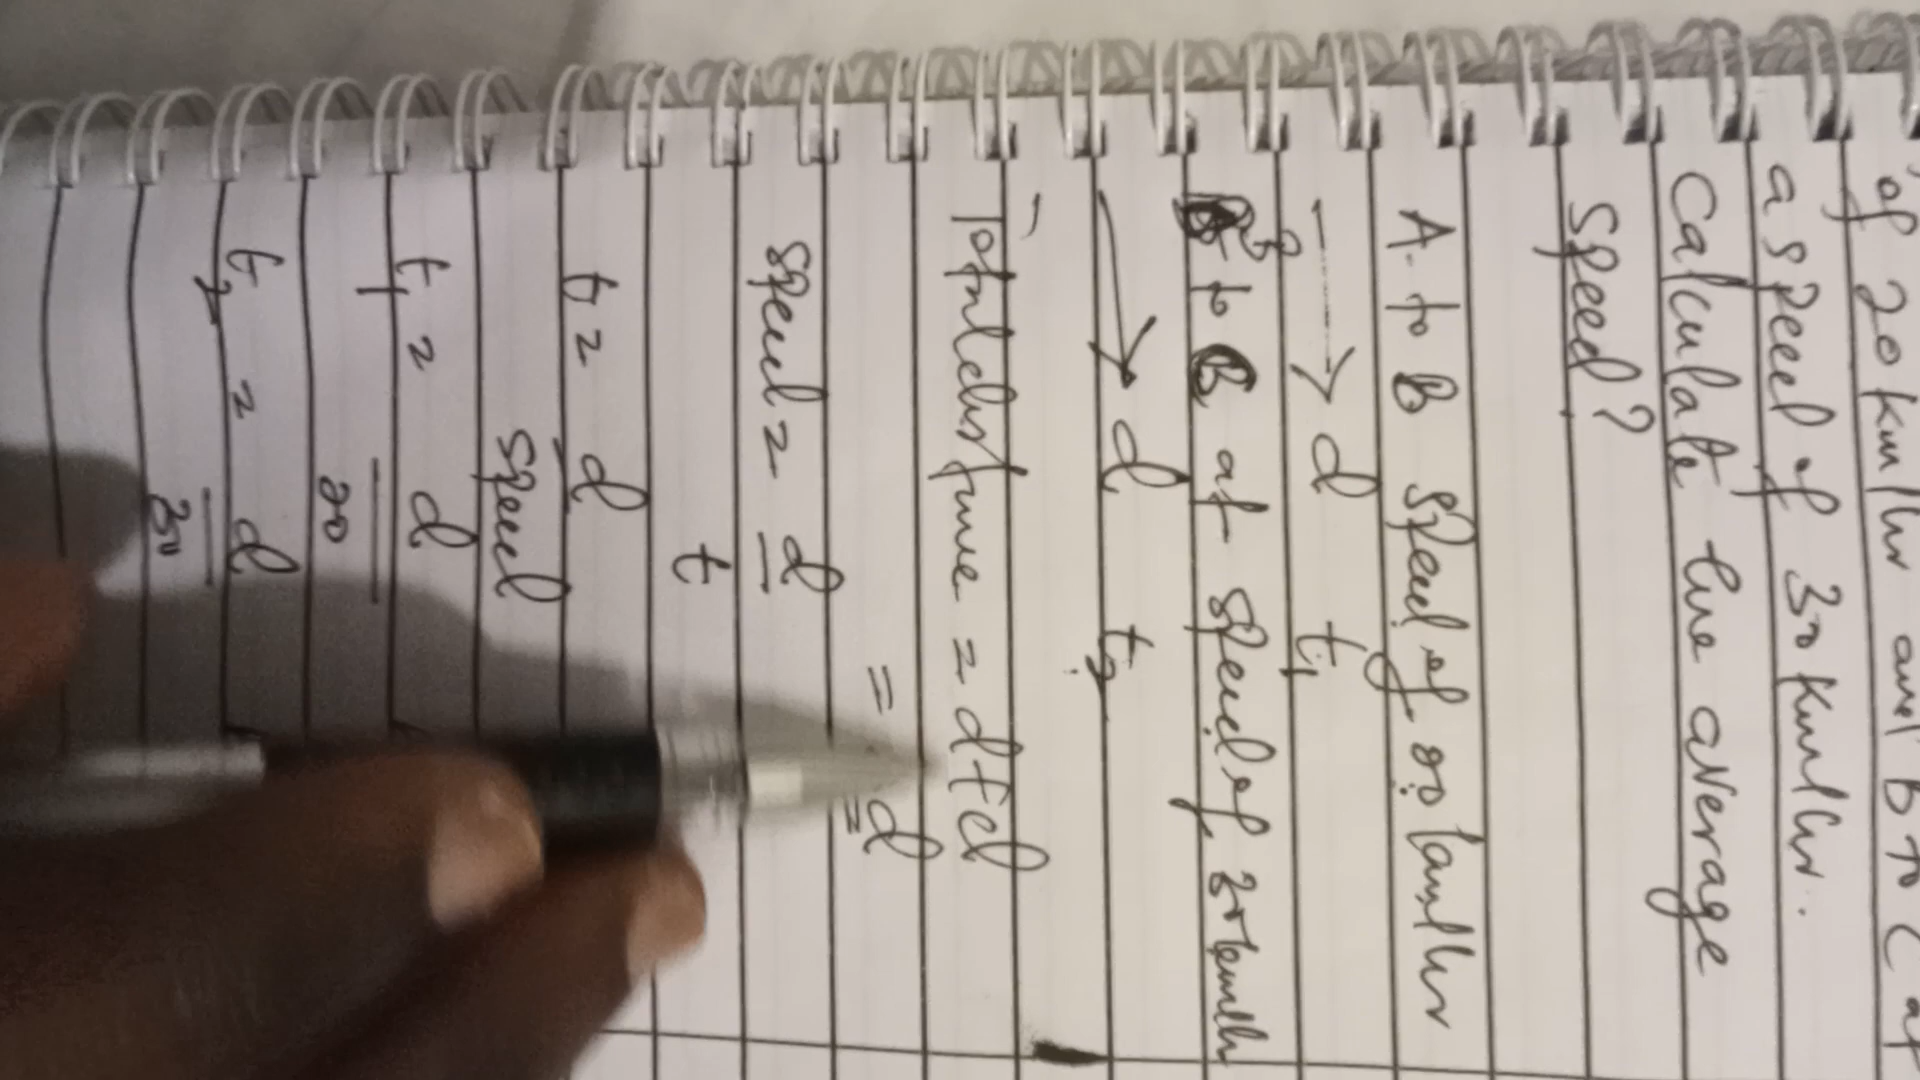 of 20 km/hr and B to C at
a speed of 30 km/hr.
Calculate the average
speed?
A to B speed of 20 km/hr
→ d t₁
B to C at speed of 30 km/hr
→ d t₂
Total distance = d + d
= d
speed = d
t
t = d
speed
t₁ = d
20
t₂ = d
30